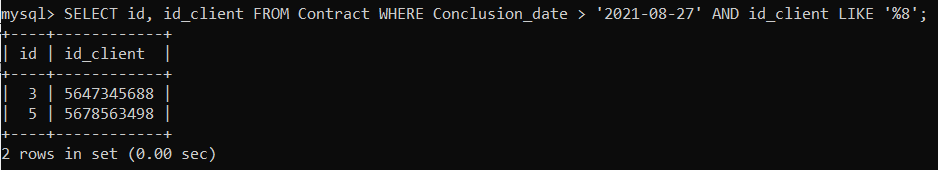 mysql> SELECT id, id_client FROM Contract WHERE Conclusion_date > '2021-08-27' AND id_client LIKE '%8';
+----+------------+
| id | id_client  |
+----+------------+
|  3 | 5647345688 |
|  5 | 5678563498 |
+----+------------+
2 rows in set (0.00 sec)